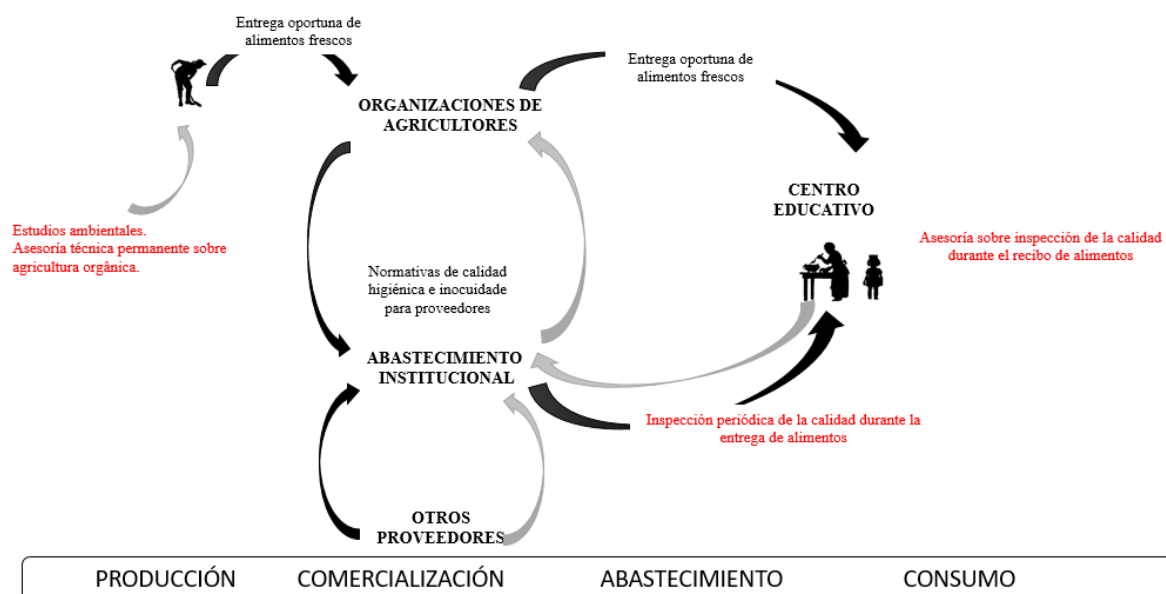 Entrega oportuna de
alimentos frescos
Entrega oportuna de
alimentos frescos
ORGANIZACIONES DE
AGRICULTORES
CENTRO
EDUCATIVO
Estudios ambientales.
Asesoría técnica permanente sobre
agricultura orgânica.
Asesoría sobre inspección de la calidad
durante el recibo de alimentos
Normativas de calidad
higiénica e inocuidade
para proveedores
ABASTECIMIENTO
INSTITUCIONAL
Inspección periódica de la calidad durante la
entrega de alimentos
OTROS
PROVEEDORES
PRODUCCIÓN COMERCIALIZACIÓN ABASTECIMIENTO CONSUMO